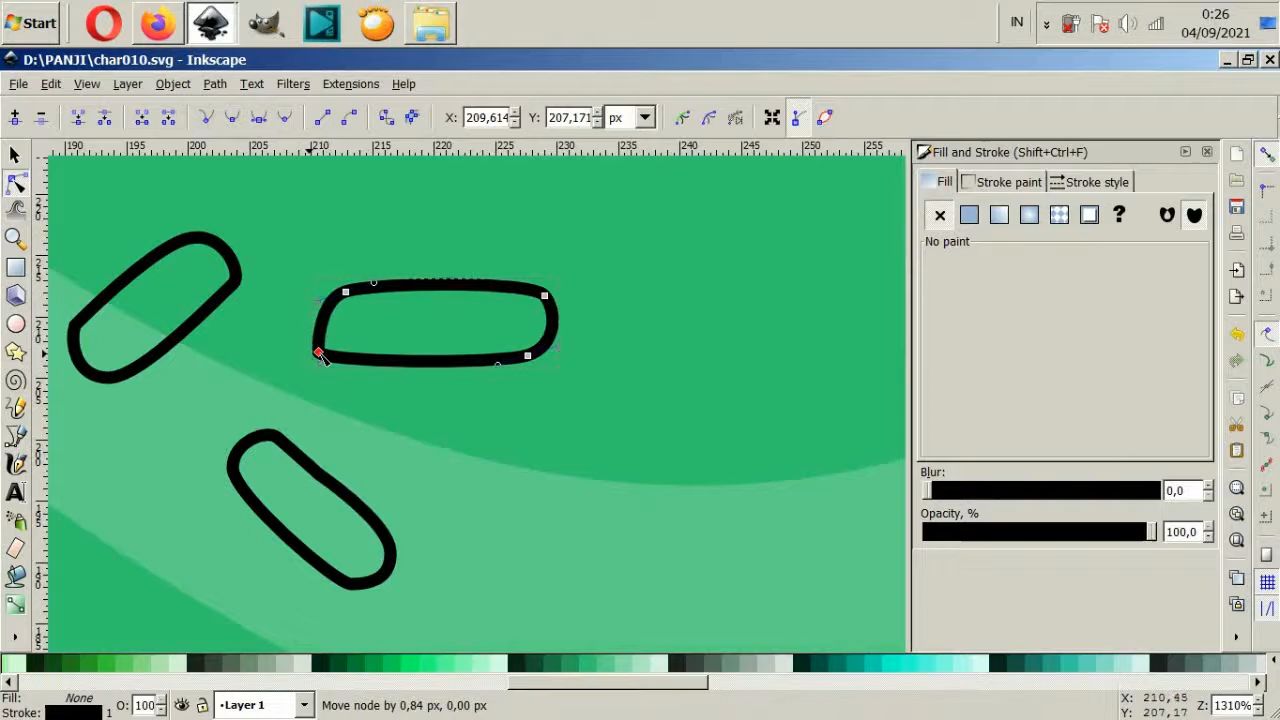 Start
IN
0:26
04/09/2021
D:\PANJI\char010.svg - Inkscape
File Edit View Layer Object Path Text Filters Extensions Help
X: 209,614 Y: 207,171 px
190 195 200 205 210 215 220 225 230 235 240 245 250 255
Fill and Stroke (Shift+Ctrl+F)
Fill Stroke paint Stroke style
?
No paint
Blur:
0,0
Opacity, %
100,0
Fill: None
Stroke: 1
O: 100
Layer 1
Move node by 0,84 px, 0,00 px
X: 210,45
Y: 207,17
Z: 1310%